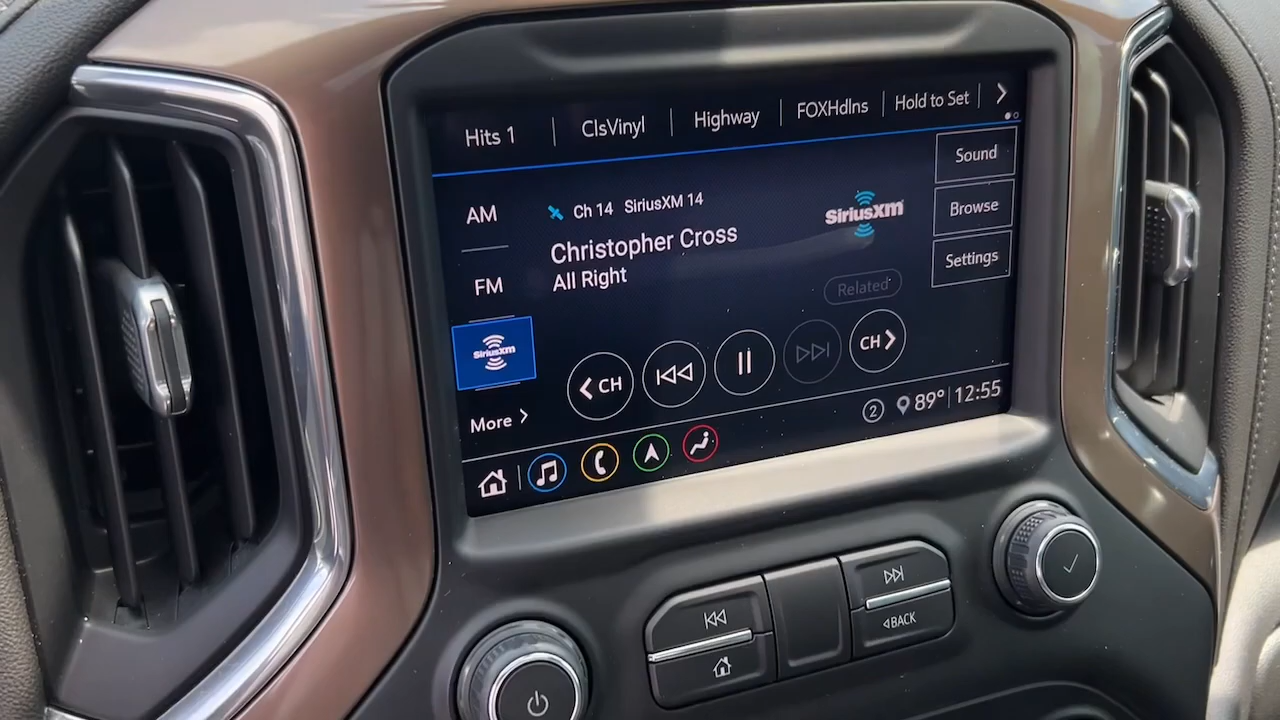 Hits 1
ClsVinyl
Highway
FOXHdlns
Hold to Set
AM
FM
SiriusXM
More
Ch 14 SiriusXM 14
Christopher Cross
All Right
SiriusXM
Related
Sound
Browse
Settings
CH
CH
2
89°
12:55
BACK